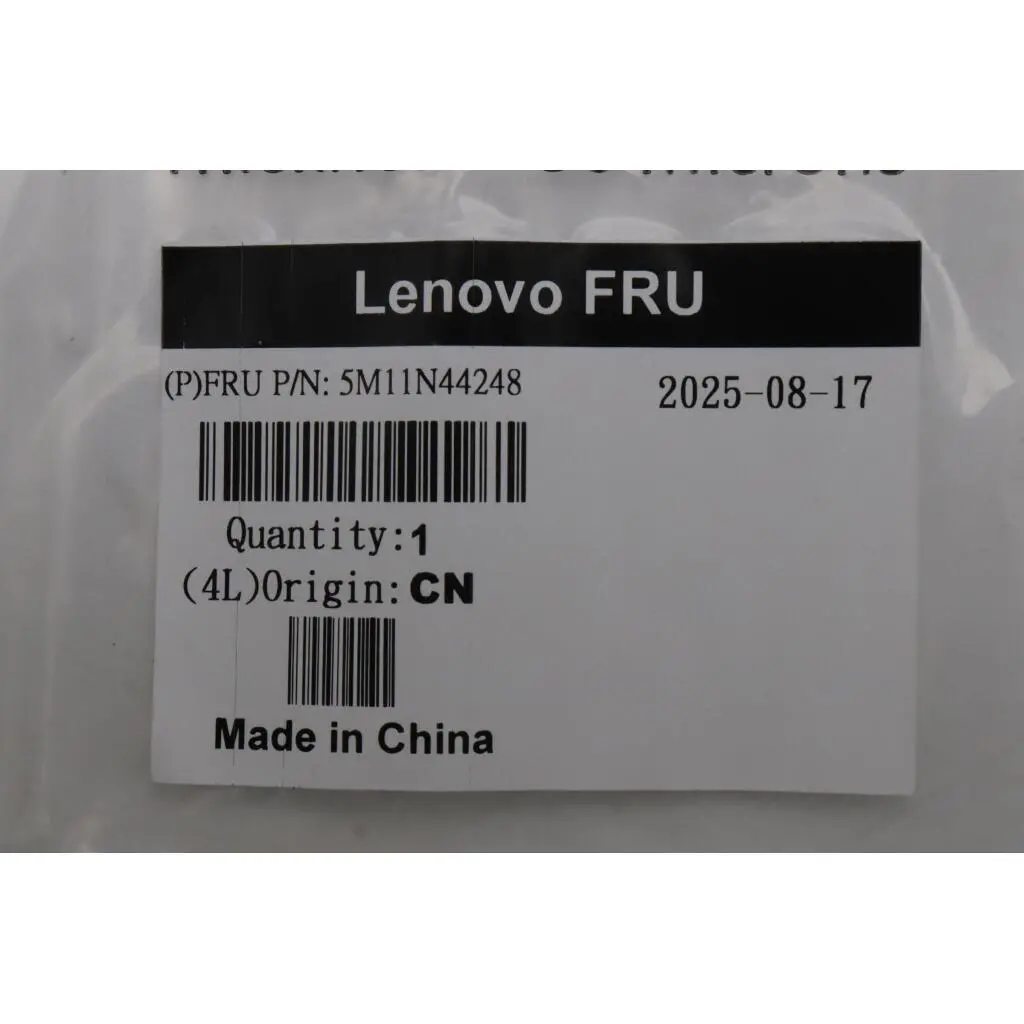 Lenovo FRU
(P)FRU P/N: 5M11N44248
2025-08-17
Quantity:1
(4L)Origin:CN
Made in China